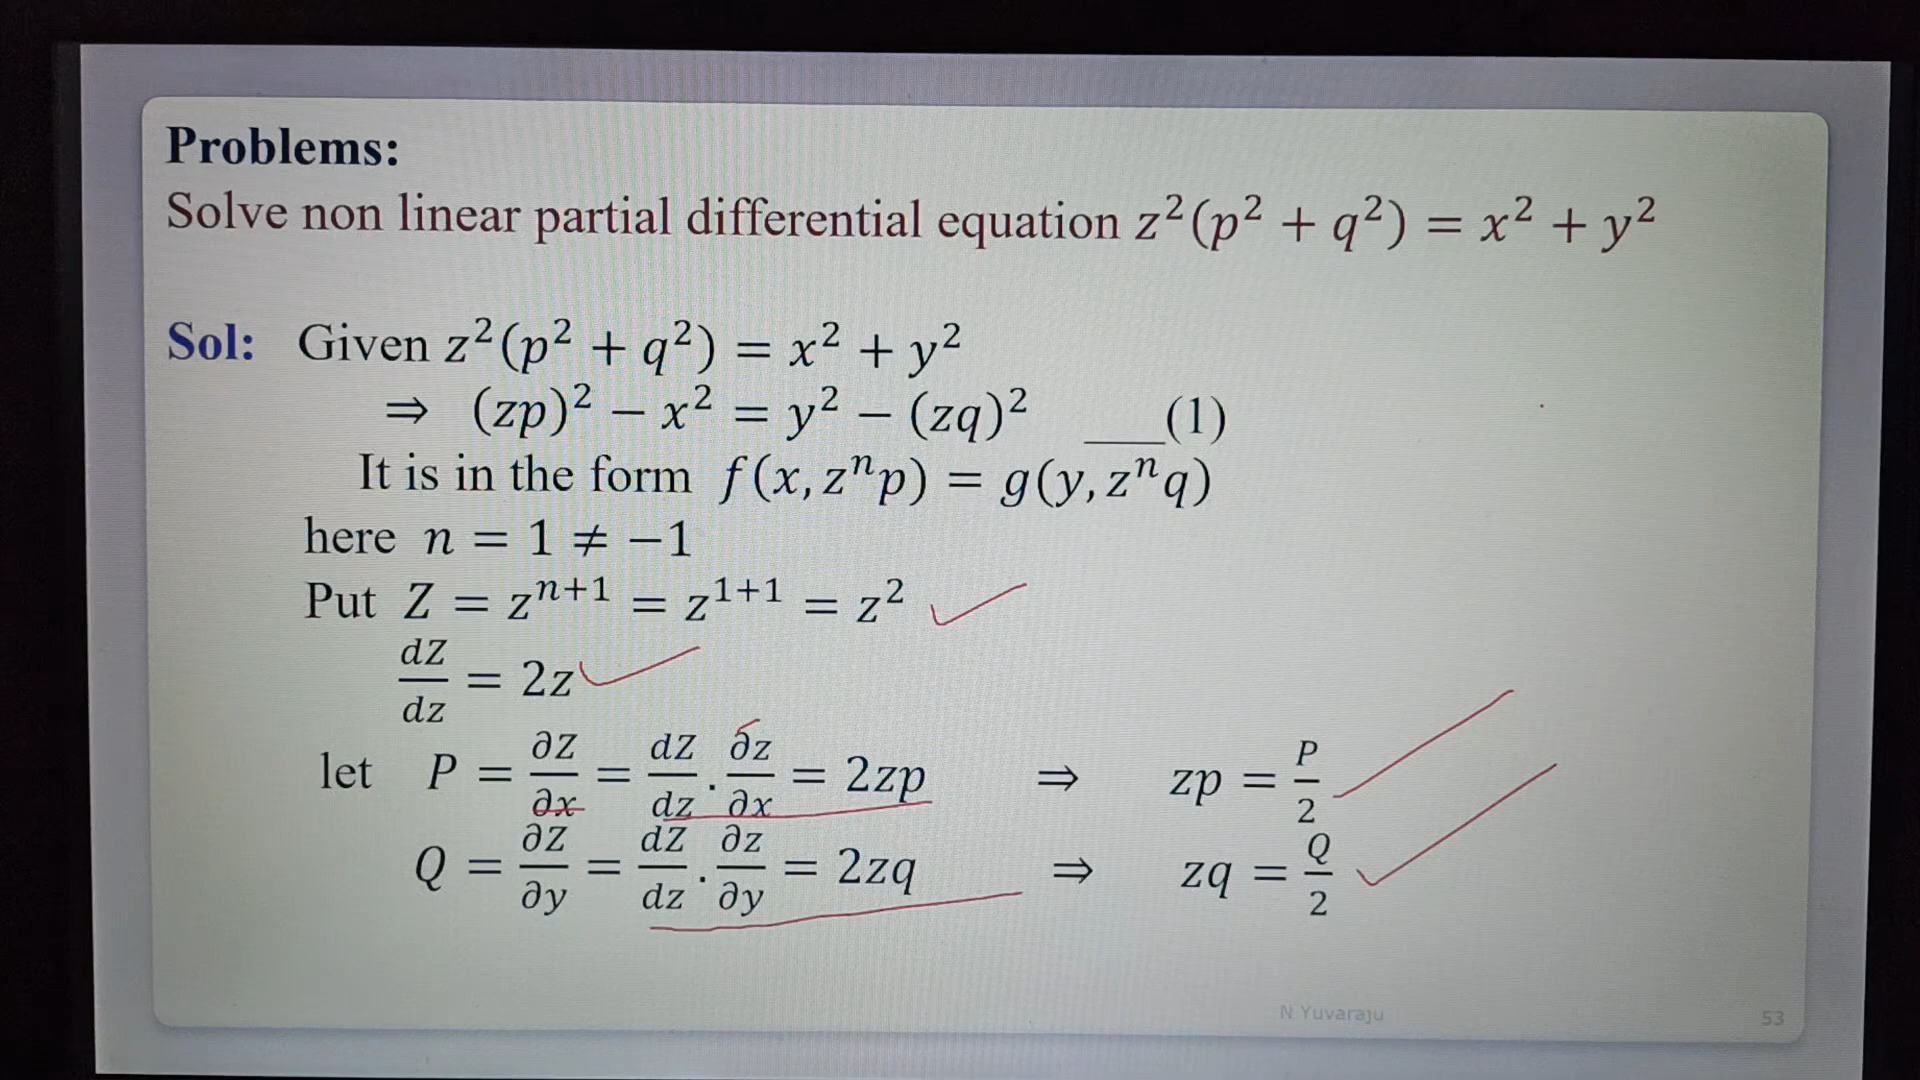 Problems:
Solve non linear partial differential equation z²(p² + q²) = x² + y²
Sol: Given z²(p² + q²) = x² + y²
⇒ (zp)² − x² = y² − (zq)² ___(1)
It is in the form f(x, zⁿp) = g(y, zⁿq)
here n = 1 ≠ −1
Put Z = zⁿ⁺¹ = z¹⁺¹ = z²
dZ/dz = 2z
let P = ∂Z/∂x = dZ/dz . ∂z/∂x = 2zp ⇒ zp = P/2
Q = ∂Z/∂y = dZ/dz . ∂z/∂y = 2zq ⇒ zq = Q/2
N Yuvaraju
53